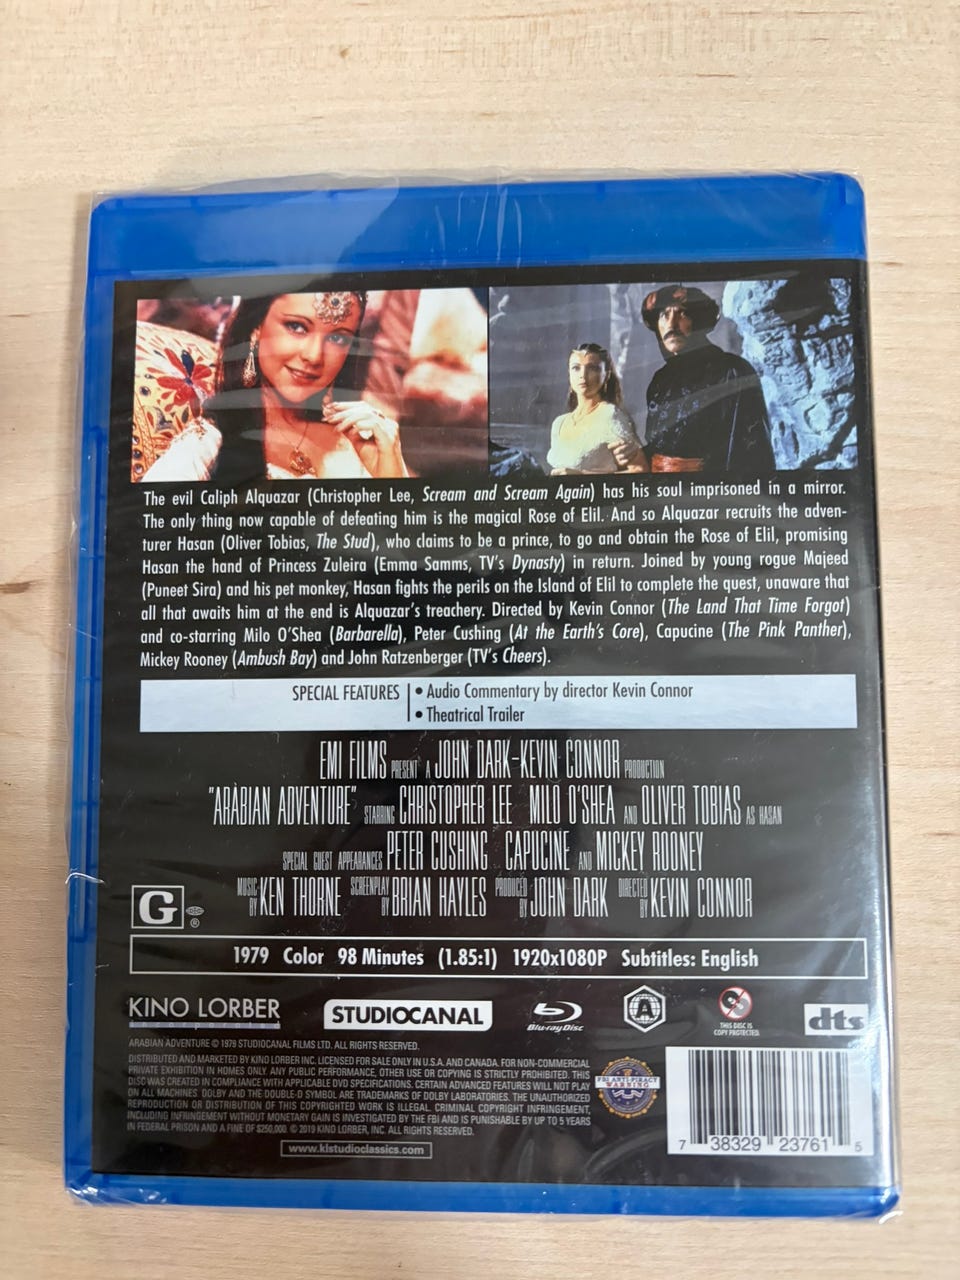 The evil Caliph Alquazar (Christopher Lee, Scream and Scream Again) has his soul imprisoned in a mirror.
The only thing now capable of defeating him is the magical Rose of Elil. And so Alquazar recruits the adven-
turer Hasan (Oliver Tobias, The Stud), who claims to be a prince, to go and obtain the Rose of Elil, promising
Hasan the hand of Princess Zuleira (Emma Samms, TV's Dynasty) in return. Joined by young rogue Majeed
(Puneet Sira) and his pet monkey, Hasan fights the perils on the Island of Elil to complete the quest, unaware that
all that awaits him at the end is Alquazar's treachery. Directed by Kevin Connor (The Land That Time Forgot)
and co-starring Milo O'Shea (Barbarella), Peter Cushing (At the Earth's Core), Capucine (The Pink Panther),
Mickey Rooney (Ambush Bay) and John Ratzenberger (TV's Cheers).
SPECIAL FEATURES • Audio Commentary by director Kevin Connor
• Theatrical Trailer
EMI FILMS PRESENT A JOHN DARK-KEVIN CONNOR PRODUCTION
"ARABIAN ADVENTURE" STARRING CHRISTOPHER LEE MILO O'SHEA AND OLIVER TOBIAS AS HASAN
SPECIAL GUEST APPEARANCES PETER CUSHING CAPUCINE AND MICKEY ROONEY
MUSIC BY KEN THORNE SCREENPLAY BY BRIAN HAYLES PRODUCED BY JOHN DARK DIRECTED BY KEVIN CONNOR
G ®
1979 Color 98 Minutes (1.85:1) 1920x1080P Subtitles: English
KINO LORBER STUDIOCANAL Blu-ray Disc A THIS DISC IS COPY PROTECTED. dts
ARABIAN ADVENTURE © 1979 STUDIOCANAL FILMS LTD. ALL RIGHTS RESERVED.
DISTRIBUTED AND MARKETED BY KINO LORBER INC. LICENSED FOR SALE ONLY IN U.S.A. AND CANADA. FOR NON-COMMERCIAL
PRIVATE EXHIBITION IN HOMES ONLY. ANY PUBLIC PERFORMANCE, OTHER USE OR COPYING IS STRICTLY PROHIBITED. THIS
DISC WAS CREATED IN COMPLIANCE WITH APPLICABLE DVD SPECIFICATIONS. CERTAIN ADVANCED FEATURES WILL NOT PLAY
ON ALL MACHINES. DOLBY AND THE DOUBLE-D SYMBOL ARE TRADEMARKS OF DOLBY LABORATORIES. THE UNAUTHORIZED
REPRODUCTION OR DISTRIBUTION OF THIS COPYRIGHTED WORK IS ILLEGAL. CRIMINAL COPYRIGHT INFRINGEMENT,
INCLUDING INFRINGEMENT WITHOUT MONETARY GAIN IS INVESTIGATED BY THE FBI AND IS PUNISHABLE BY UP TO 5 YEARS
IN FEDERAL PRISON AND A FINE OF $250,000. © 2019 KINO LORBER, INC. ALL RIGHTS RESERVED.
FBI ANTI-PIRACY
WARNING
www.klstudioclassics.com
7 38329 23761 5